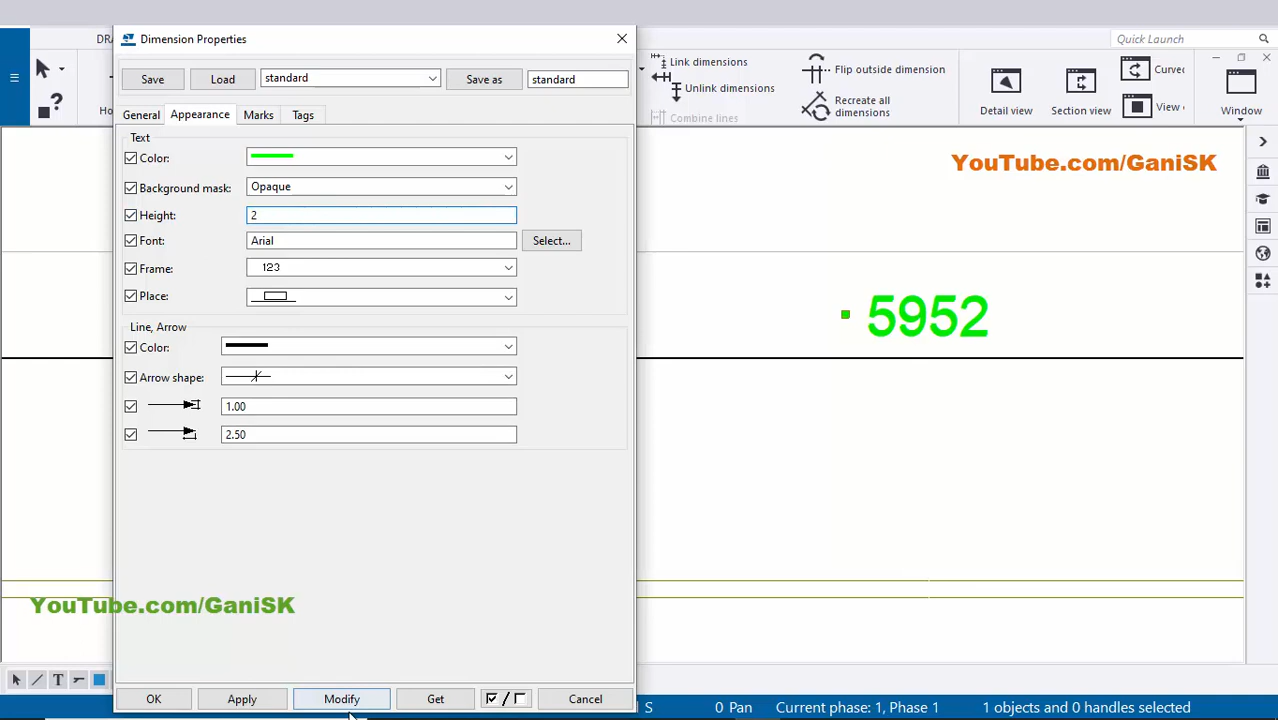 Dimension Properties
Save
Load
standard
Save as
standard
General
Appearance
Marks
Tags
Text
Color:
Background mask:
Opaque
Height:
2
Font:
Arial
Select...
Frame:
123
Place:
Line, Arrow
Color:
Arrow shape:
1.00
2.50
OK
Apply
Modify
Get
Cancel
DRA
Ho
Link dimensions
Unlink dimensions
Combine lines
Flip outside dimension
Recreate all
dimensions
Detail view
Section view
Curved
View
Window
Quick Launch
YouTube.com/GaniSK
5952
YouTube.com/GaniSK
S
0 Pan
Current phase: 1, Phase 1
1 objects and 0 handles selected